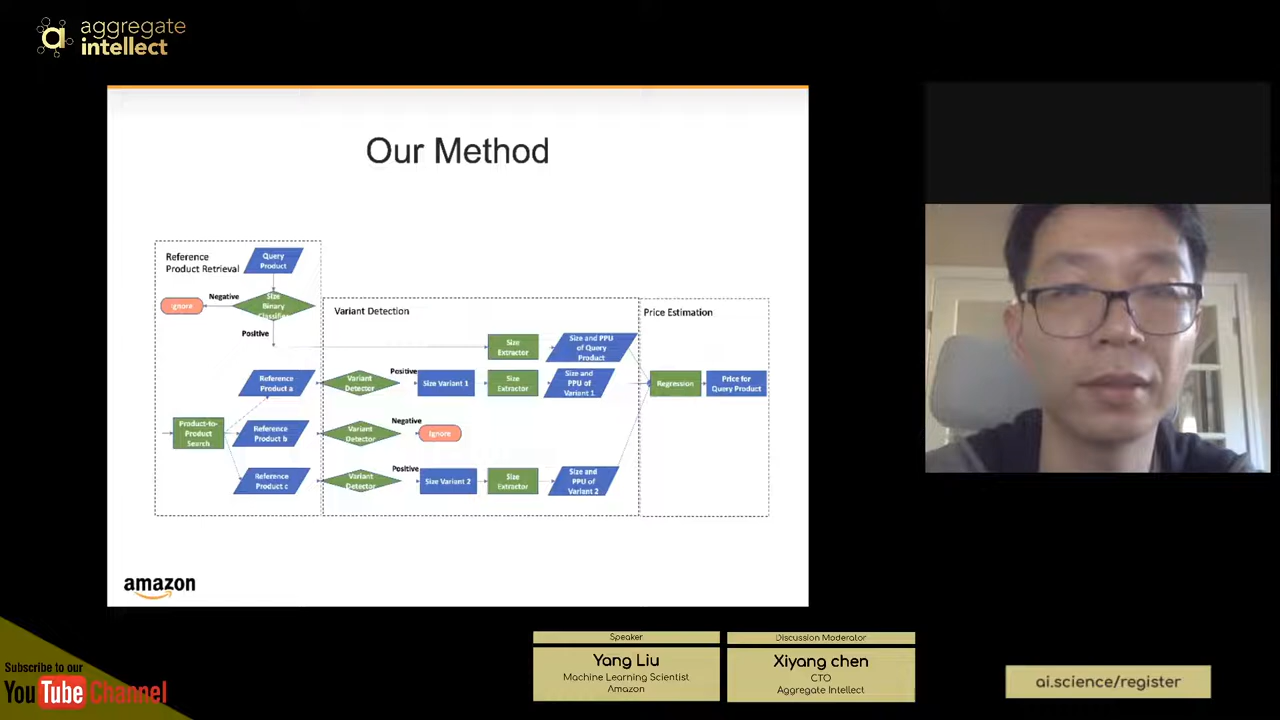 aggregate
intellect
Our Method
Reference
Product Retrieval
Query
Product
Negative
Ignore
Size
Binary
Positive
Variant Detection
Price Estimation
Size
Extractor
Size and PPU
of Query
Product
Reference
Product a
Variant
Detector
Positive
Size Variant 1
Size
Extractor
Size and
PPU of
Variant 1
Regression
Price for
Query Product
Product-to-
Product
Search
Reference
Product b
Variant
Detector
Negative
Ignore
Reference
Product c
Variant
Detector
Positive
Size Variant 2
Size
Extractor
Size and
PPU of
Variant 2
amazon
Speaker
Yang Liu
Machine Learning Scientist
Amazon
Discussion Moderator
Xiyang chen
CTO
Aggregate Intellect
Subscribe to our
YouTube Channel
ai.science/register